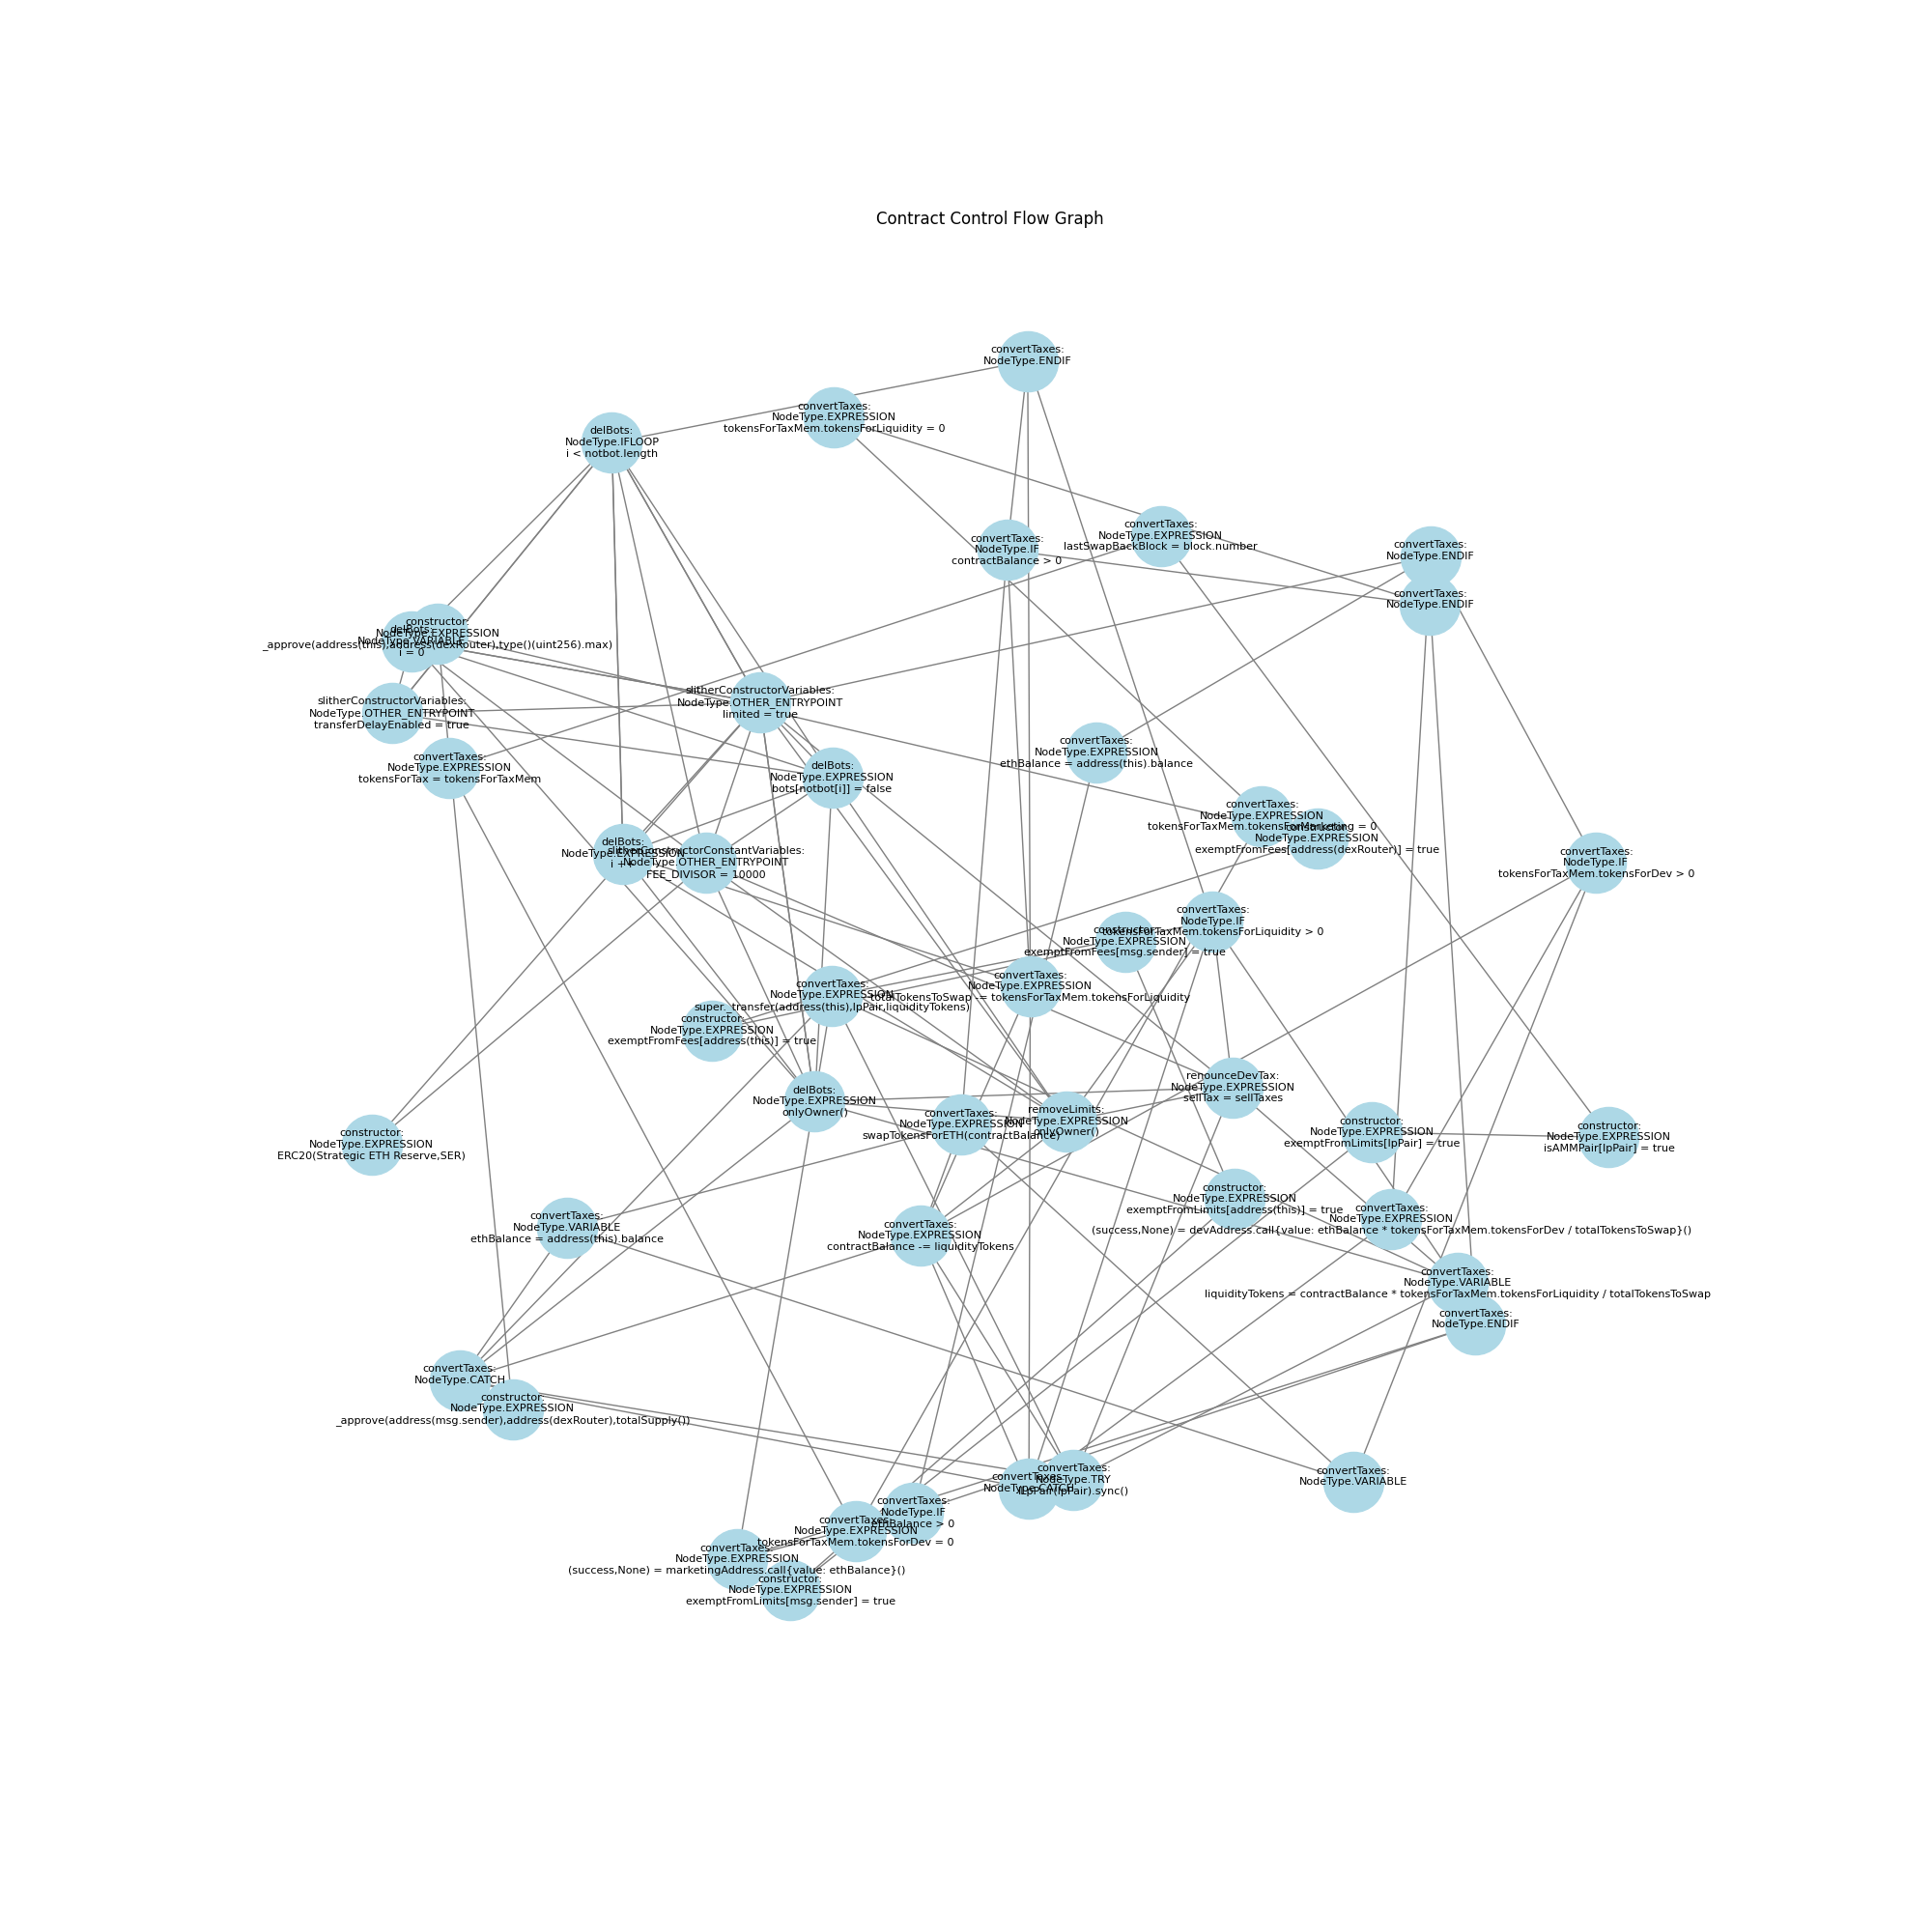 Contract Control Flow Graph
convertTaxes:
NodeType.ENDIF
convertTaxes:
NodeType.EXPRESSION
tokensForTaxMem.tokensForLiquidity = 0
delBots:
NodeType.IFLOOP
i < notbot.length
convertTaxes:
NodeType.EXPRESSION
lastSwapBackBlock = block.number
convertTaxes:
NodeType.IF
contractBalance > 0
convertTaxes:
NodeType.ENDIF
convertTaxes:
NodeType.ENDIF
constructor:
NodeType.EXPRESSION
_approve(address(this),address(dexRouter),type()(uint256).max)
delBots:
NodeType.VARIABLE
i = 0
slitherConstructorVariables:
NodeType.OTHER_ENTRYPOINT
limited = true
slitherConstructorVariables:
NodeType.OTHER_ENTRYPOINT
transferDelayEnabled = true
convertTaxes:
NodeType.EXPRESSION
ethBalance = address(this).balance
convertTaxes:
NodeType.EXPRESSION
tokensForTax = tokensForTaxMem
delBots:
NodeType.EXPRESSION
bots[notbot[i]] = false
convertTaxes:
NodeType.EXPRESSION
tokensForTaxMem.tokensForMarketing = 0
constructor:
NodeType.EXPRESSION
exemptFromFees[address(dexRouter)] = true
delBots:
NodeType.EXPRESSION
i ++
slitherConstructorConstantVariables:
NodeType.OTHER_ENTRYPOINT
FEE_DIVISOR = 10000
convertTaxes:
NodeType.IF
tokensForTaxMem.tokensForDev > 0
convertTaxes:
NodeType.IF
tokensForTaxMem.tokensForLiquidity > 0
constructor:
NodeType.EXPRESSION
exemptFromFees[msg.sender] = true
convertTaxes:
NodeType.EXPRESSION
totalTokensToSwap -= tokensForTaxMem.tokensForLiquidity
convertTaxes:
NodeType.EXPRESSION
super._transfer(address(this),lpPair,liquidityTokens)
constructor:
NodeType.EXPRESSION
exemptFromFees[address(this)] = true
renounceDevTax:
NodeType.EXPRESSION
sellTax = sellTaxes
delBots:
NodeType.EXPRESSION
onlyOwner()
convertTaxes:
NodeType.EXPRESSION
swapTokensForETH(contractBalance)
removeLimits:
NodeType.EXPRESSION
onlyOwner()
constructor:
NodeType.EXPRESSION
exemptFromLimits[lpPair] = true
constructor:
NodeType.EXPRESSION
isAMMPair[lpPair] = true
constructor:
NodeType.EXPRESSION
ERC20(Strategic ETH Reserve,SER)
constructor:
NodeType.EXPRESSION
exemptFromLimits[address(this)] = true
convertTaxes:
NodeType.EXPRESSION
(success,None) = devAddress.call{value: ethBalance * tokensForTaxMem.tokensForDev / totalTokensToSwap}()
convertTaxes:
NodeType.VARIABLE
ethBalance = address(this).balance
convertTaxes:
NodeType.EXPRESSION
contractBalance -= liquidityTokens
convertTaxes:
NodeType.VARIABLE
liquidityTokens = contractBalance * tokensForTaxMem.tokensForLiquidity / totalTokensToSwap
convertTaxes:
NodeType.ENDIF
convertTaxes:
NodeType.CATCH
constructor:
NodeType.EXPRESSION
_approve(address(msg.sender),address(dexRouter),totalSupply())
convertTaxes:
NodeType.TRY
ILpPair(lpPair).sync()
convertTaxes:
NodeType.CATCH
convertTaxes:
NodeType.VARIABLE
convertTaxes:
NodeType.IF
ethBalance > 0
convertTaxes:
NodeType.EXPRESSION
tokensForTaxMem.tokensForDev = 0
convertTaxes:
NodeType.EXPRESSION
(success,None) = marketingAddress.call{value: ethBalance}()
constructor:
NodeType.EXPRESSION
exemptFromLimits[msg.sender] = true